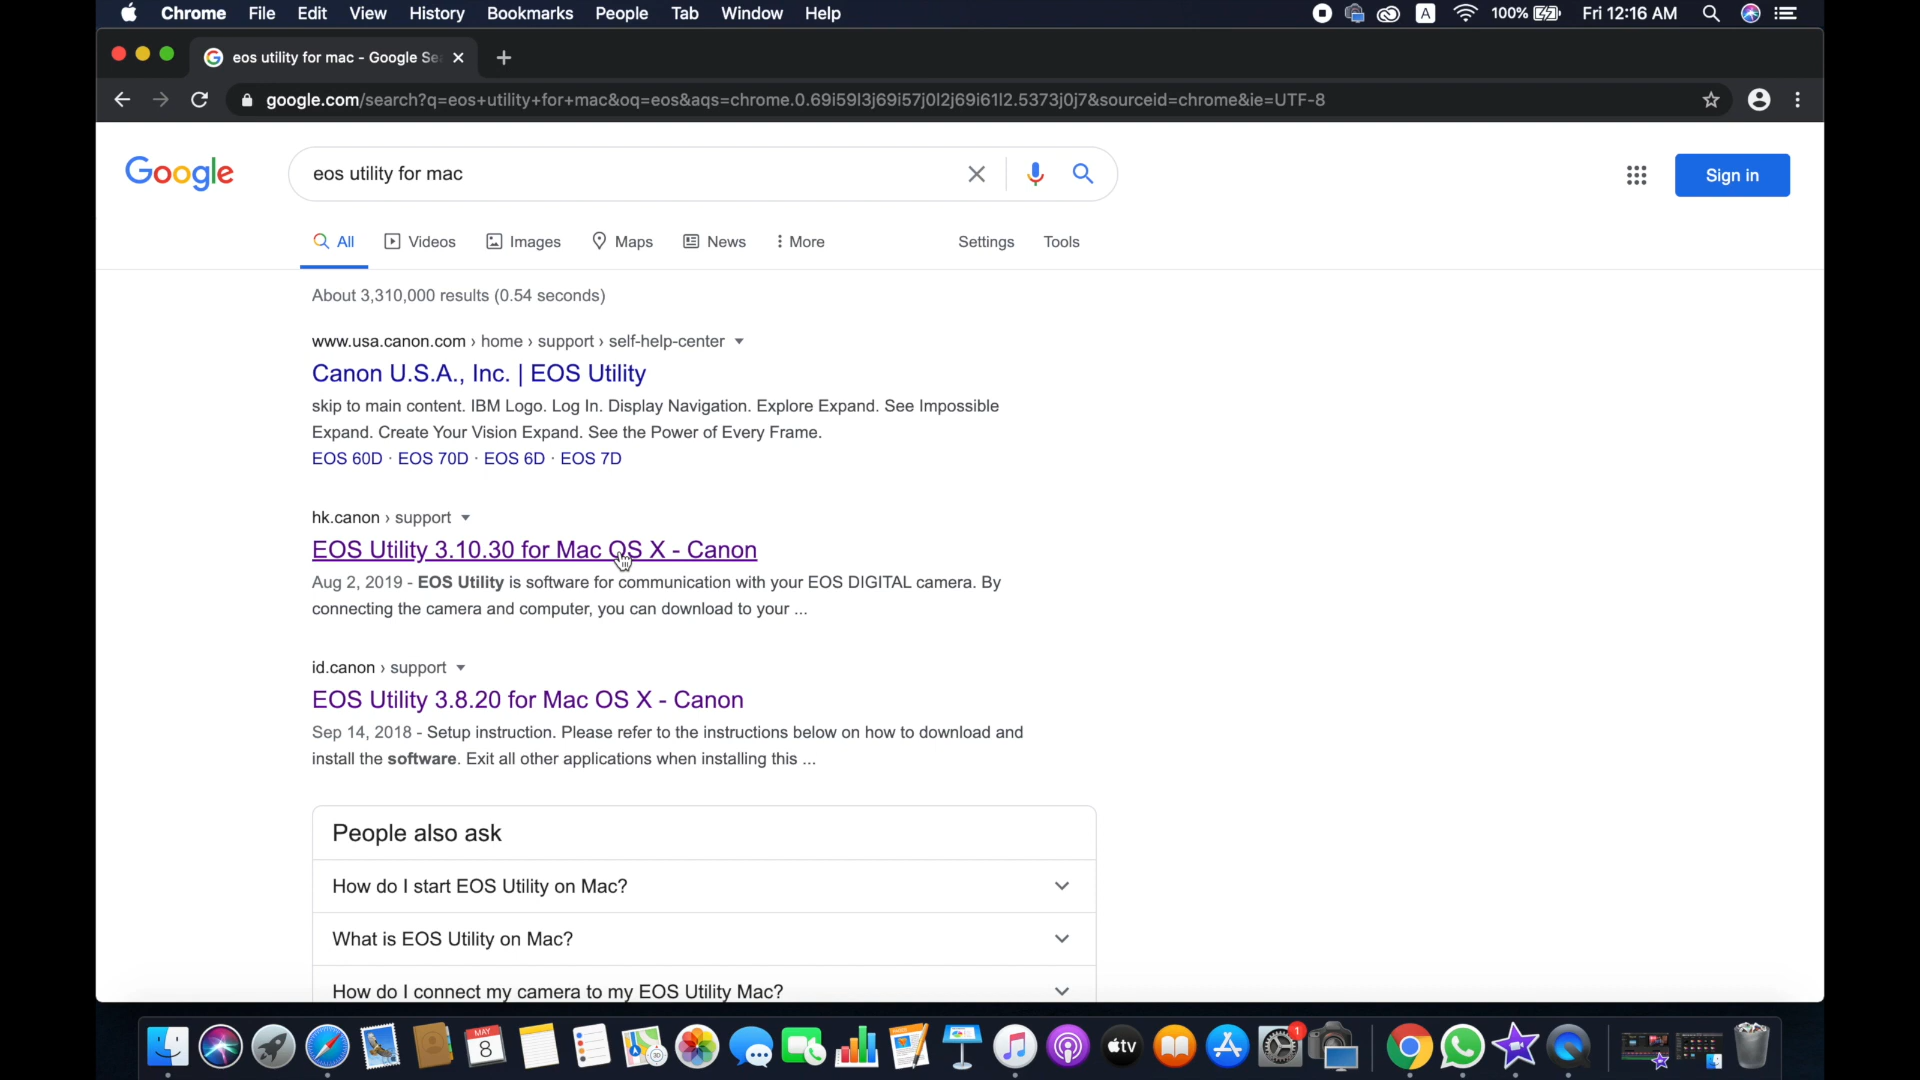 Chrome File Edit View History Bookmarks People Tab Window Help A 100% Fri 12:16 AM
eos utility for mac - Google Se
google.com/search?q=eos+utility+for+mac&oq=eos&aqs=chrome.0.69i59l3j69i57j0l2j69i61l2.5373j0j7&sourceid=chrome&ie=UTF-8
Google
eos utility for mac
Sign in
All Videos Images Maps News More Settings Tools
About 3,310,000 results (0.54 seconds)
www.usa.canon.com › home › support › self-help-center
Canon U.S.A., Inc. | EOS Utility
skip to main content. IBM Logo. Log In. Display Navigation. Explore Expand. See Impossible
Expand. Create Your Vision Expand. See the Power of Every Frame.
EOS 60D · EOS 70D · EOS 6D · EOS 7D
hk.canon › support
EOS Utility 3.10.30 for Mac OS X - Canon
Aug 2, 2019 - EOS Utility is software for communication with your EOS DIGITAL camera. By
connecting the camera and computer, you can download to your ...
id.canon › support
EOS Utility 3.8.20 for Mac OS X - Canon
Sep 14, 2018 - Setup instruction. Please refer to the instructions below on how to download and
install the software. Exit all other applications when installing this ...
People also ask
How do I start EOS Utility on Mac?
What is EOS Utility on Mac?
How do I connect my camera to my EOS Utility Mac?
MAY
8
tv
1